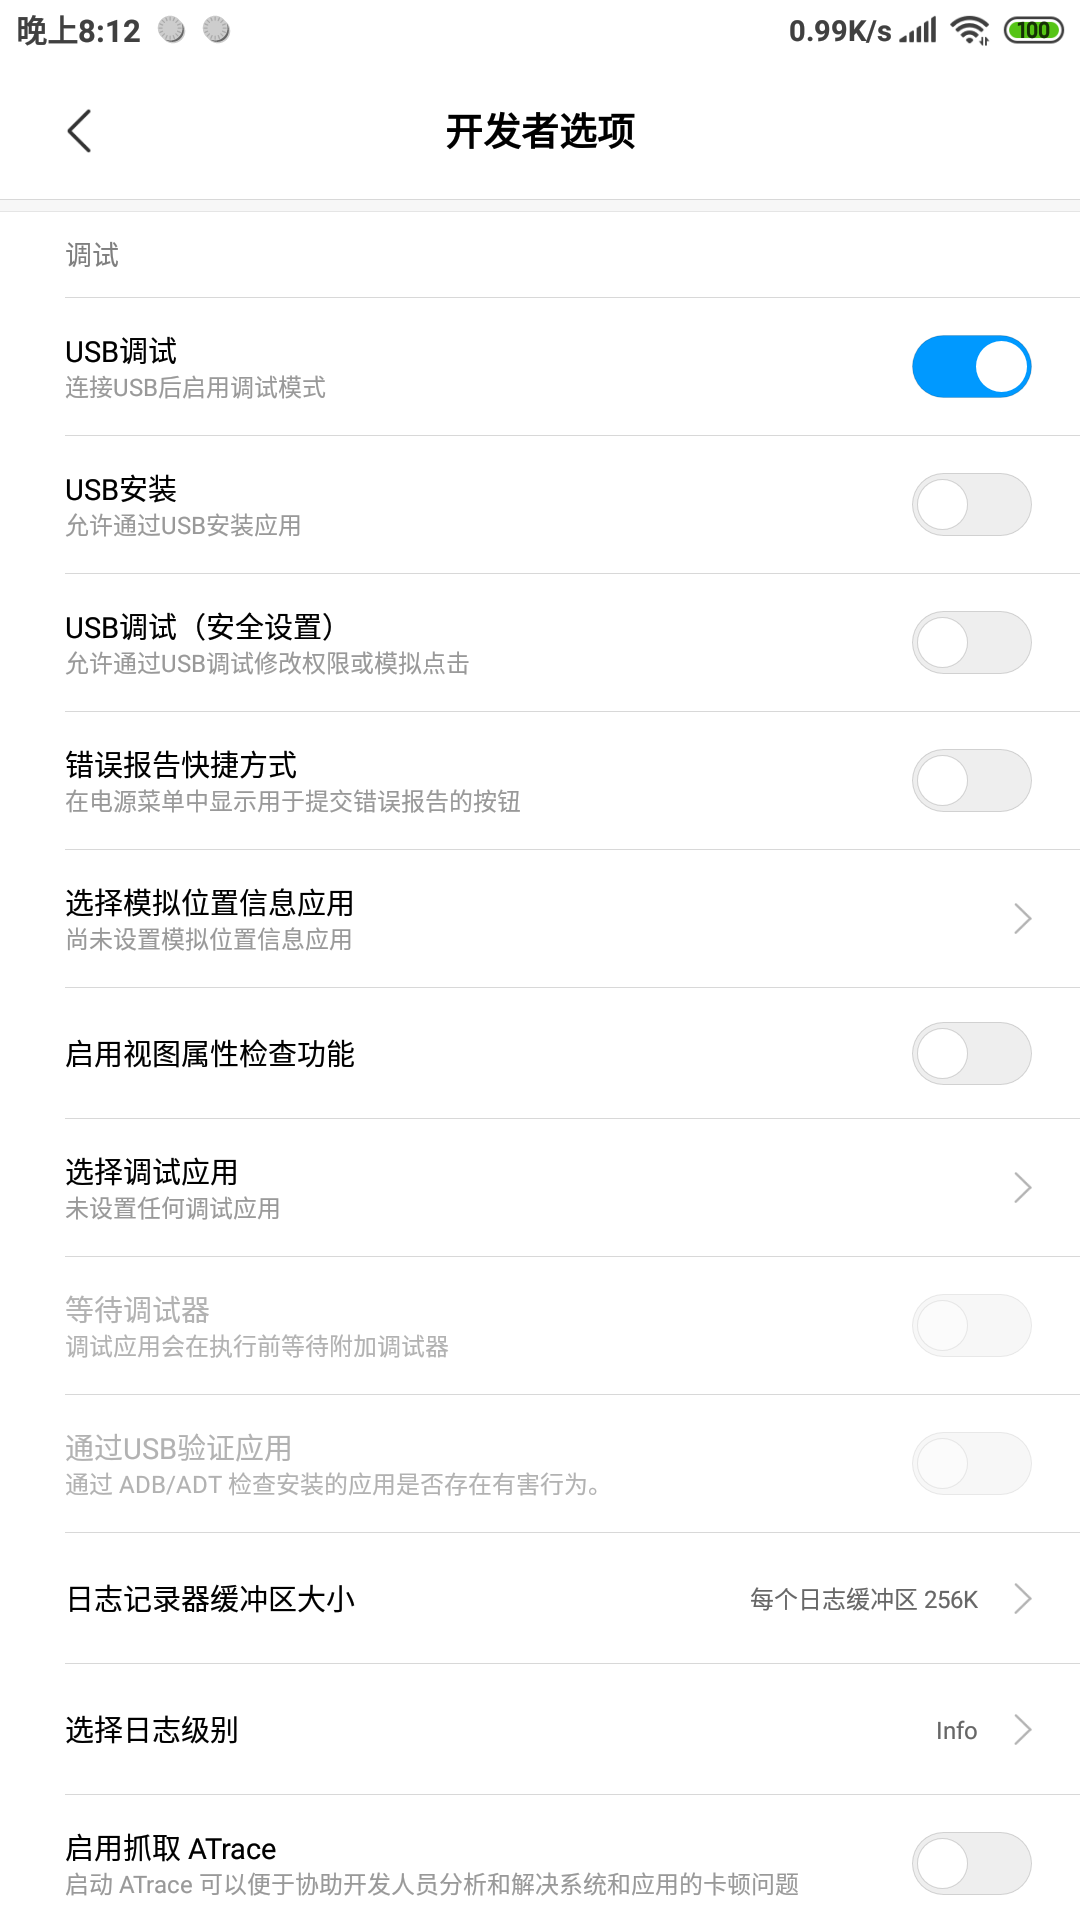 晚上8:12
0.99K/s
100
开发者选项
调试
USB调试
连接USB后启用调试模式
USB安装
允许通过USB安装应用
USB调试（安全设置）
允许通过USB调试修改权限或模拟点击
错误报告快捷方式
在电源菜单中显示用于提交错误报告的按钮
选择模拟位置信息应用
尚未设置模拟位置信息应用
启用视图属性检查功能
选择调试应用
未设置任何调试应用
等待调试器
调试应用会在执行前等待附加调试器
通过USB验证应用
通过 ADB/ADT 检查安装的应用是否存在有害行为。
日志记录器缓冲区大小
每个日志缓冲区 256K
选择日志级别
Info
启用抓取 ATrace
启动 ATrace 可以便于协助开发人员分析和解决系统和应用的卡顿问题